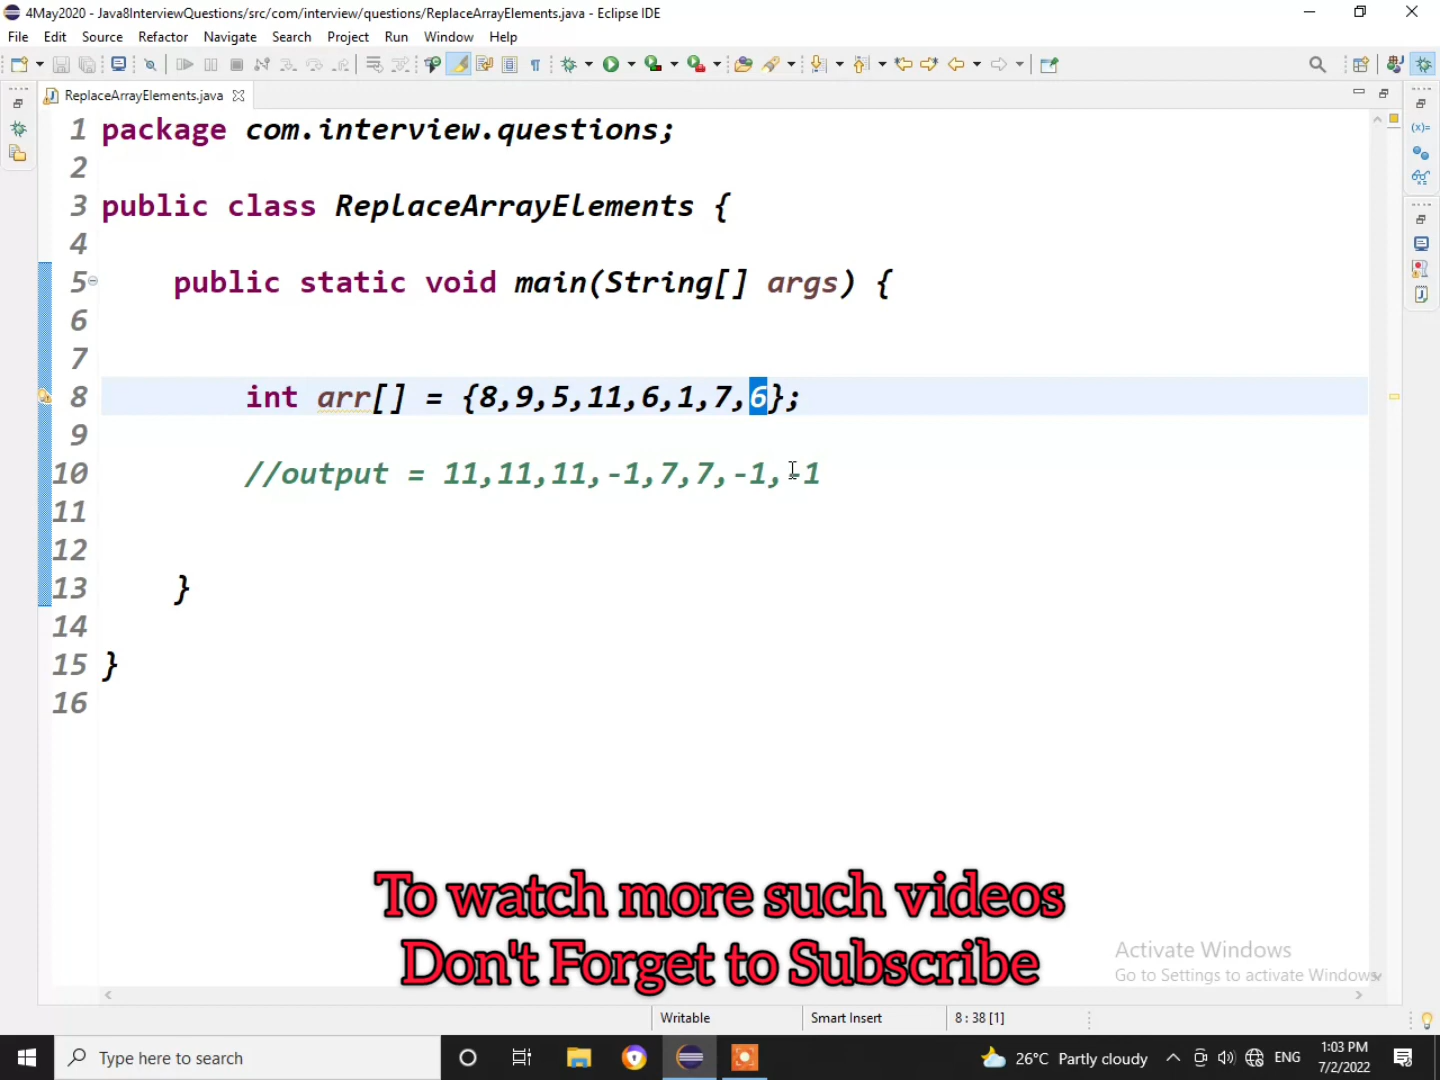 4May2020 - Java8InterviewQuestions/src/com/interview/questions/ReplaceArrayElements.java - Eclipse IDE
File Edit Source Refactor Navigate Search Project Run Window Help
ReplaceArrayElements.java
1 package com.interview.questions;
2
3 public class ReplaceArrayElements {
4
5 public static void main(String[] args) {
6
7
8 int arr[] = {8,9,5,11,6,1,7,6};
9
10 //output = 11,11,11,-1,7,7,-1,-1
11
12
13 }
14
15 }
16
To watch more such videos
Don't Forget to Subscribe
Activate Windows
Go to Settings to activate Windows.
Writable Smart Insert 8 : 38 [1]
Type here to search 26°C Partly cloudy ENG 1:03 PM
7/2/2022